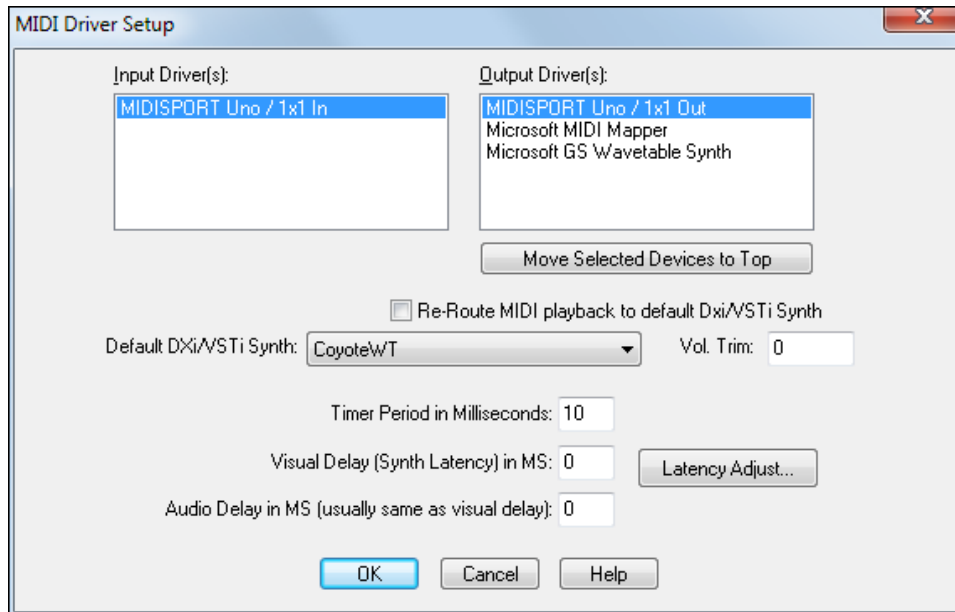 MIDI Driver Setup
Input Driver(s):
MIDISPORT Uno / 1x1 In
Output Driver(s):
MIDISPORT Uno / 1x1 Out
Microsoft MIDI Mapper
Microsoft GS Wavetable Synth
Move Selected Devices to Top
Re-Route MIDI playback to default Dxi/VSTi Synth
Default DXi/VSTi Synth: CoyoteWT Vol. Trim: 0
Timer Period in Milliseconds: 10
Visual Delay (Synth Latency) in MS: 0 Latency Adjust...
Audio Delay in MS (usually same as visual delay): 0
OK Cancel Help